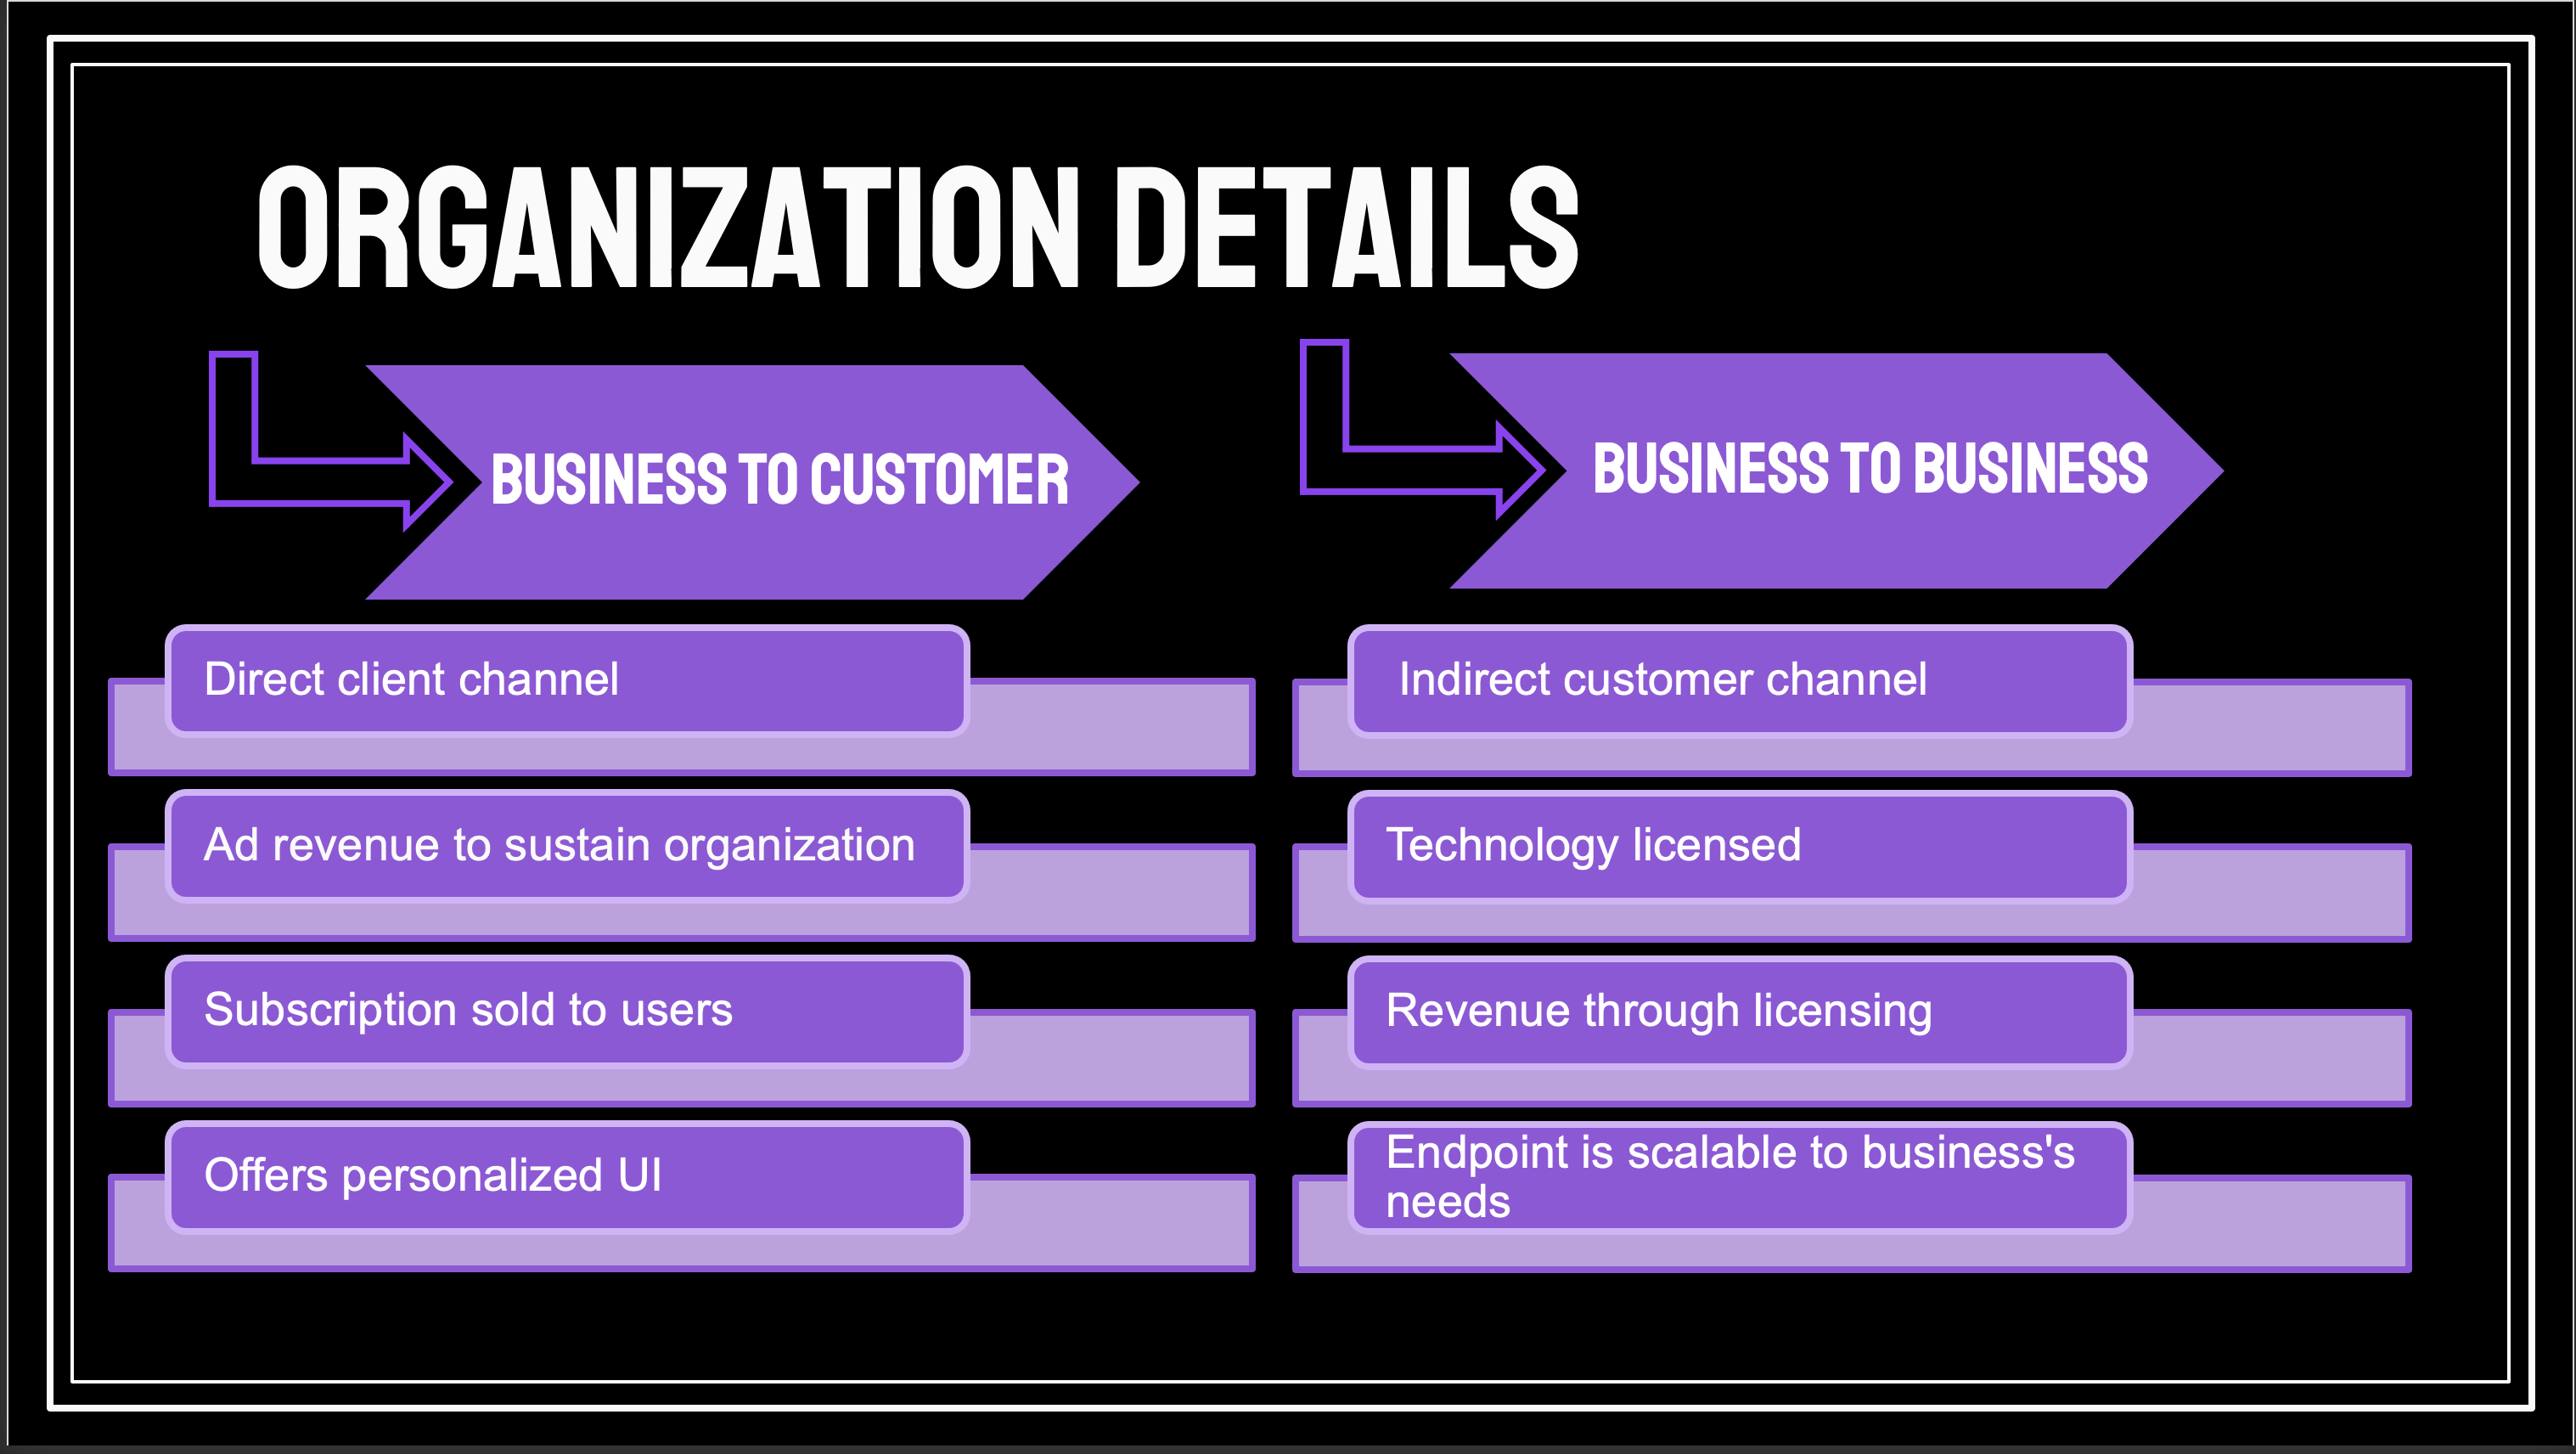 ORGANIZATION DETAILS
BUSINESS TO CUSTOMER
Direct client channel
Ad revenue to sustain organization
Subscription sold to users
Offers personalized UI
BUSINESS TO BUSINESS
Indirect customer channel
Technology licensed
Revenue through licensing
Endpoint is scalable to business's
needs